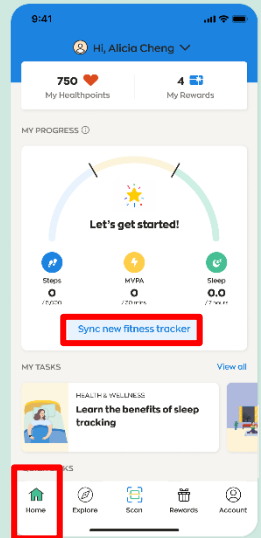 9:41
Hi, Alicia Cheng
750
4
My Healthpoints
My Rewards
MY PROGRESS
Let's get started!
Steps
MVPA
Sleep
0
0
0.0
Sync new fitness tracker
MY TASKS
View all
HEALTH & WELLNESS
Learn the benefits of sleep
tracking
Home
Explore
Scan
Rewards
Account